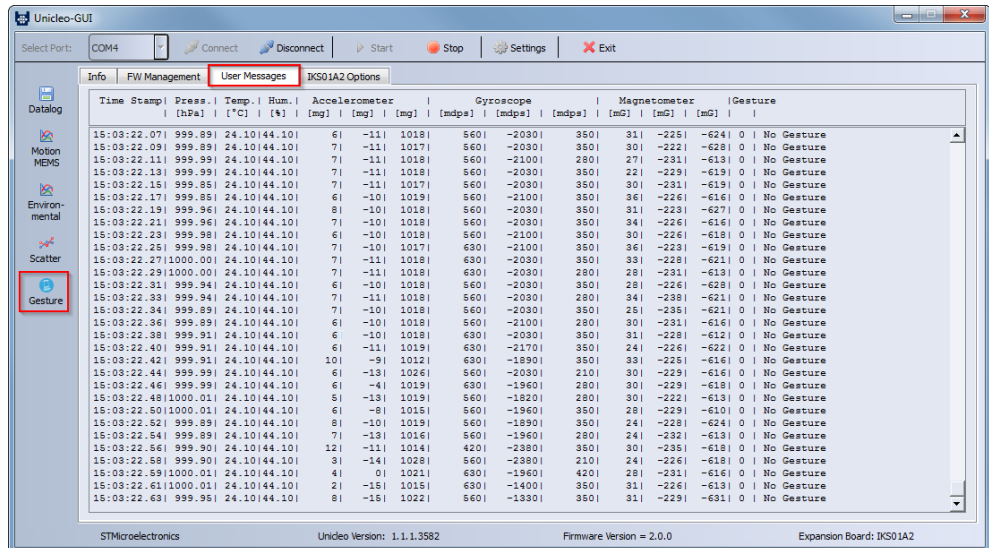 Unicleo-GUI
Select Port: COM4 Connect Disconnect Start Stop Settings Exit
Info FW Management User Messages IKS01A2 Options
Datalog
Motion MEMS
Environ-mental
Scatter
Gesture
Time Stamp| Press.| Temp.| Hum.| Accelerometer | Gyroscope | Magnetometer |Gesture
| [hPa] | [°C] | [%] | [mg] | [mg] | [mg] | [mdps] | [mdps] | [mdps] | [mG] | [mG] | [mG] | |
15:03:22.07| 999.89| 24.10|44.10| 6| -11| 1018| 560| -2030| 350| 31| -225| -624| 0 | No Gesture
15:03:22.09| 999.89| 24.10|44.10| 7| -11| 1017| 560| -2030| 350| 30| -222| -628| 0 | No Gesture
15:03:22.11| 999.99| 24.10|44.10| 7| -11| 1018| 560| -2100| 280| 27| -231| -613| 0 | No Gesture
15:03:22.13| 999.99| 24.10|44.10| 7| -11| 1018| 560| -2030| 350| 22| -229| -619| 0 | No Gesture
15:03:22.15| 999.85| 24.10|44.10| 7| -11| 1017| 560| -2030| 350| 30| -231| -619| 0 | No Gesture
15:03:22.17| 999.85| 24.10|44.10| 6| -10| 1019| 560| -2100| 350| 36| -226| -616| 0 | No Gesture
15:03:22.19| 999.96| 24.10|44.10| 8| -10| 1018| 560| -2030| 350| 31| -223| -627| 0 | No Gesture
15:03:22.21| 999.96| 24.10|44.10| 7| -10| 1018| 560| -2030| 350| 34| -226| -616| 0 | No Gesture
15:03:22.23| 999.98| 24.10|44.10| 6| -10| 1018| 560| -2100| 350| 30| -226| -618| 0 | No Gesture
15:03:22.25| 999.98| 24.10|44.10| 7| -10| 1017| 630| -2100| 350| 36| -223| -619| 0 | No Gesture
15:03:22.27|1000.00| 24.10|44.10| 7| -11| 1018| 630| -2030| 350| 33| -228| -621| 0 | No Gesture
15:03:22.29|1000.00| 24.10|44.10| 7| -11| 1018| 630| -2030| 280| 28| -231| -613| 0 | No Gesture
15:03:22.31| 999.94| 24.10|44.10| 6| -10| 1018| 560| -2030| 350| 28| -226| -628| 0 | No Gesture
15:03:22.33| 999.94| 24.10|44.10| 7| -11| 1018| 560| -2030| 280| 34| -238| -621| 0 | No Gesture
15:03:22.34| 999.89| 24.10|44.10| 7| -10| 1018| 560| -2030| 350| 25| -235| -621| 0 | No Gesture
15:03:22.36| 999.89| 24.10|44.10| 6| -10| 1018| 560| -2100| 280| 30| -231| -616| 0 | No Gesture
15:03:22.38| 999.91| 24.10|44.10| 6| -10| 1018| 630| -2030| 350| 31| -228| -612| 0 | No Gesture
15:03:22.40| 999.91| 24.10|44.10| 6| -11| 1019| 630| -2170| 350| 24| -226| -622| 0 | No Gesture
15:03:22.42| 999.91| 24.10|44.10| 10| -9| 1012| 630| -1890| 350| 33| -225| -616| 0 | No Gesture
15:03:22.44| 999.99| 24.10|44.10| 6| -13| 1026| 560| -2030| 210| 30| -229| -616| 0 | No Gesture
15:03:22.46| 999.99| 24.10|44.10| 6| -4| 1019| 630| -1960| 280| 30| -229| -618| 0 | No Gesture
15:03:22.48|1000.01| 24.10|44.10| 5| -13| 1019| 560| -1820| 280| 30| -222| -613| 0 | No Gesture
15:03:22.50|1000.01| 24.10|44.10| 6| -8| 1015| 560| -1960| 350| 28| -229| -610| 0 | No Gesture
15:03:22.52| 999.89| 24.10|44.10| 8| -10| 1019| 560| -1890| 350| 24| -228| -614| 0 | No Gesture
15:03:22.54| 999.89| 24.10|44.10| 7| -13| 1016| 560| -1960| 280| 24| -232| -613| 0 | No Gesture
15:03:22.56| 999.90| 24.10|44.10| 12| -11| 1014| 420| -2380| 350| 30| -235| -618| 0 | No Gesture
15:03:22.58| 999.90| 24.10|44.10| 3| -14| 1028| 560| -2380| 210| 24| -226| -618| 0 | No Gesture
15:03:22.59|1000.01| 24.10|44.10| 4| 0| 1021| 630| -1960| 420| 28| -231| -616| 0 | No Gesture
15:03:22.61|1000.01| 24.10|44.10| 2| -15| 1015| 630| -1400| 350| 31| -226| -613| 0 | No Gesture
15:03:22.63| 999.95| 24.10|44.10| 8| -15| 1022| 560| -1330| 350| 31| -229| -631| 0 | No Gesture
STMicroelectronics Unicleo Version: 1.1.1.3582 Firmware Version = 2.0.0 Expansion Board: IKS01A2